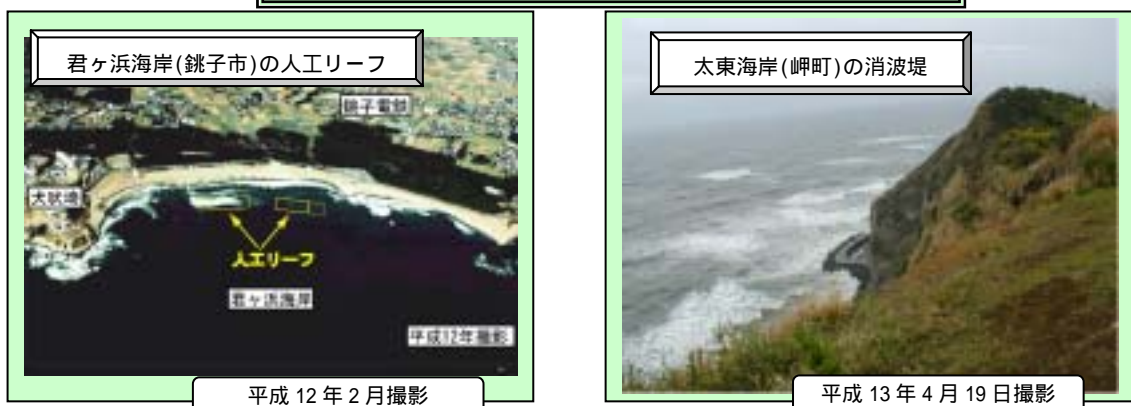 君ヶ浜海岸(銚子市)の人工リーフ
銚子電鉄
犬吠埼
人工リーフ
君ヶ浜海岸
平成12年撮影
平成 12 年 2 月撮影
太東海岸(岬町)の消波堤
平成 13 年 4 月 19 日撮影